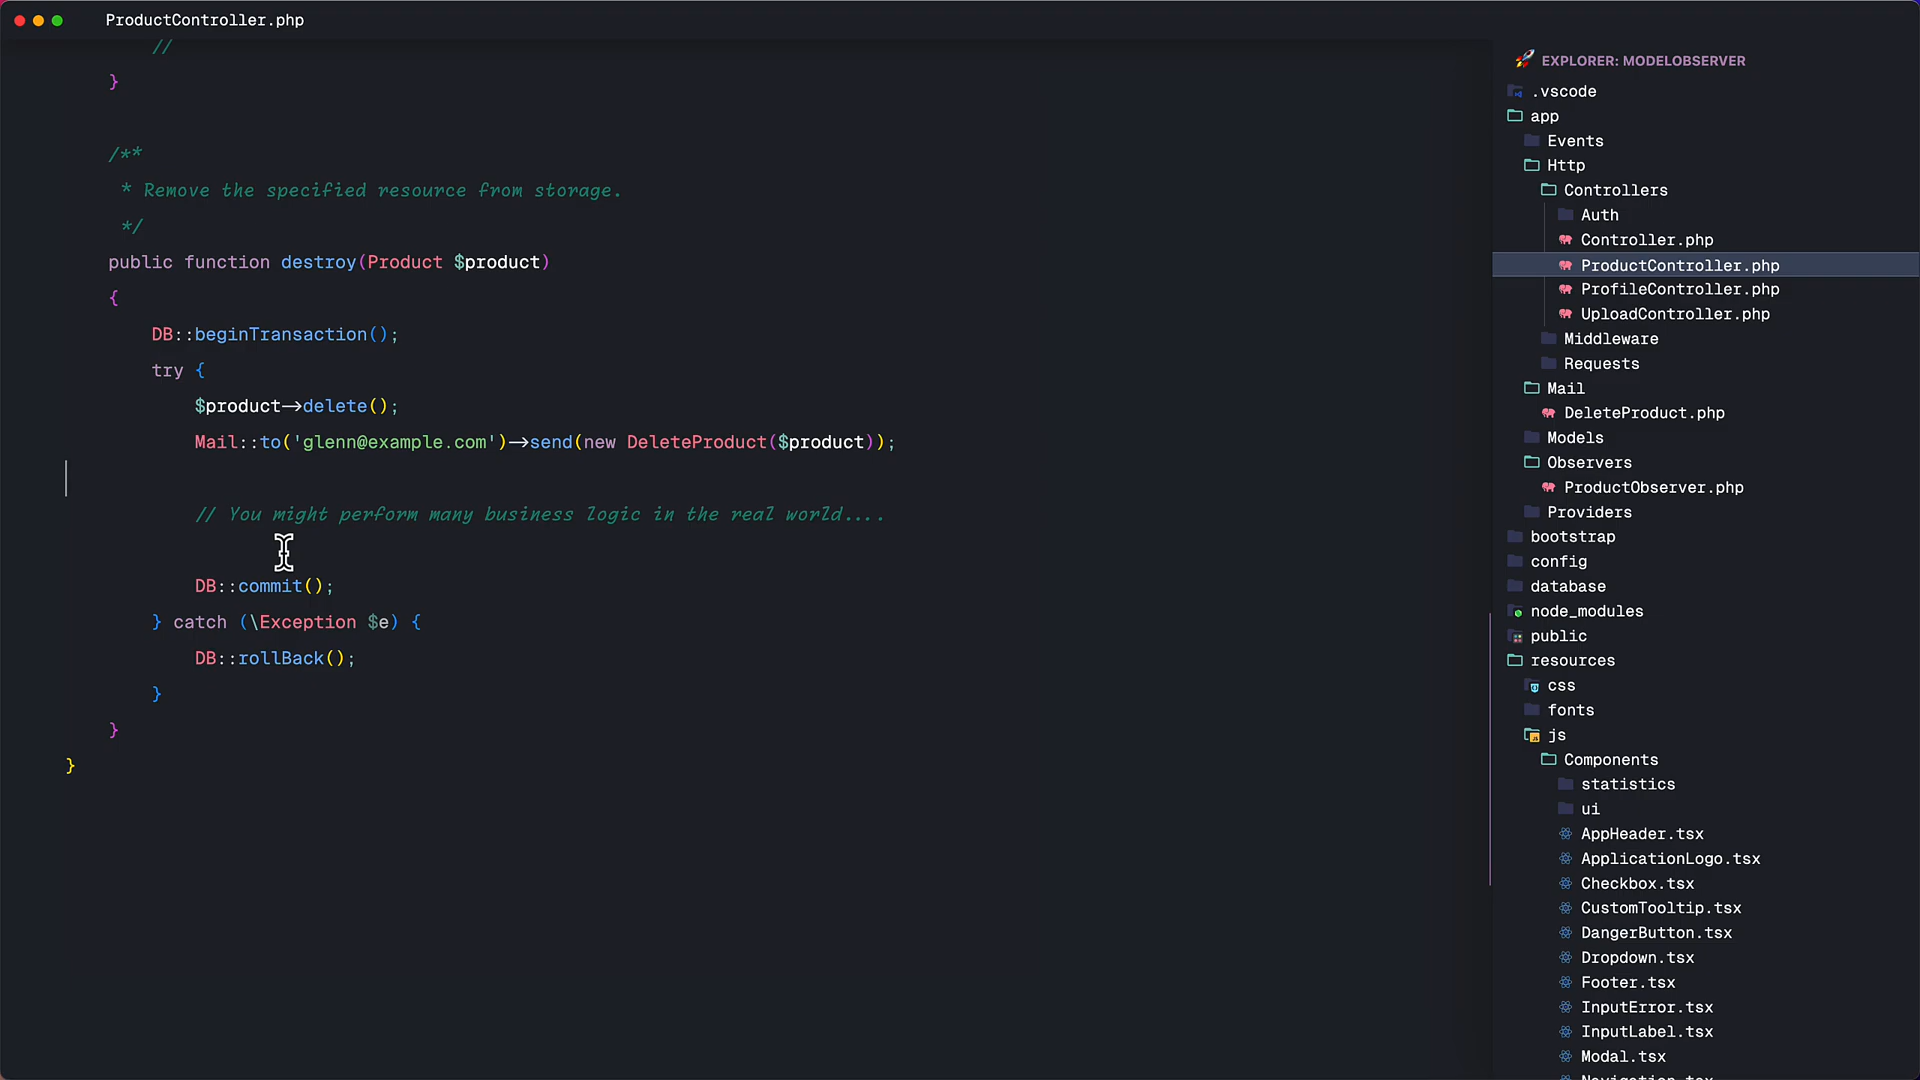 ProductController.php
//
}
/**
* Remove the specified resource from storage.
*/
public function destroy(Product $product)
{
DB::beginTransaction();
try {
$product->delete();
Mail::to('glenn@example.com')->send(new DeleteProduct($product));
// You might perform many business logic in the real world....
DB::commit();
} catch (\Exception $e) {
DB::rollBack();
}
}
}
EXPLORER: MODELOBSERVER
.vscode
app
Events
Http
Controllers
Auth
Controller.php
ProductController.php
ProfileController.php
UploadController.php
Middleware
Requests
Mail
DeleteProduct.php
Models
Observers
ProductObserver.php
Providers
bootstrap
config
database
node_modules
public
resources
css
fonts
js
Components
statistics
ui
AppHeader.tsx
ApplicationLogo.tsx
Checkbox.tsx
CustomTooltip.tsx
DangerButton.tsx
Dropdown.tsx
Footer.tsx
InputError.tsx
InputLabel.tsx
Modal.tsx